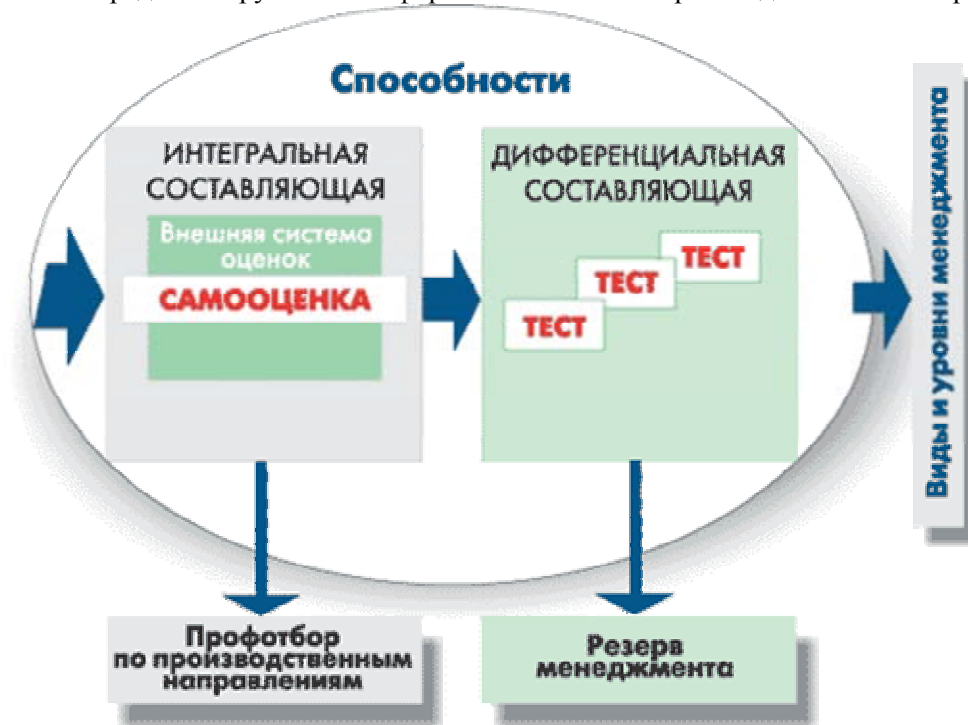 Способности
ИНТЕГРАЛЬНАЯ
СОСТАВЛЯЮЩАЯ
Внешняя система
оценок
САМООЦЕНКА
ДИФФЕРЕНЦИАЛЬНАЯ
СОСТАВЛЯЮЩАЯ
ТЕСТ
ТЕСТ
ТЕСТ
Виды и уровни менеджмента
Профотбор
по производственным
направлениям
Резерв
менеджмента